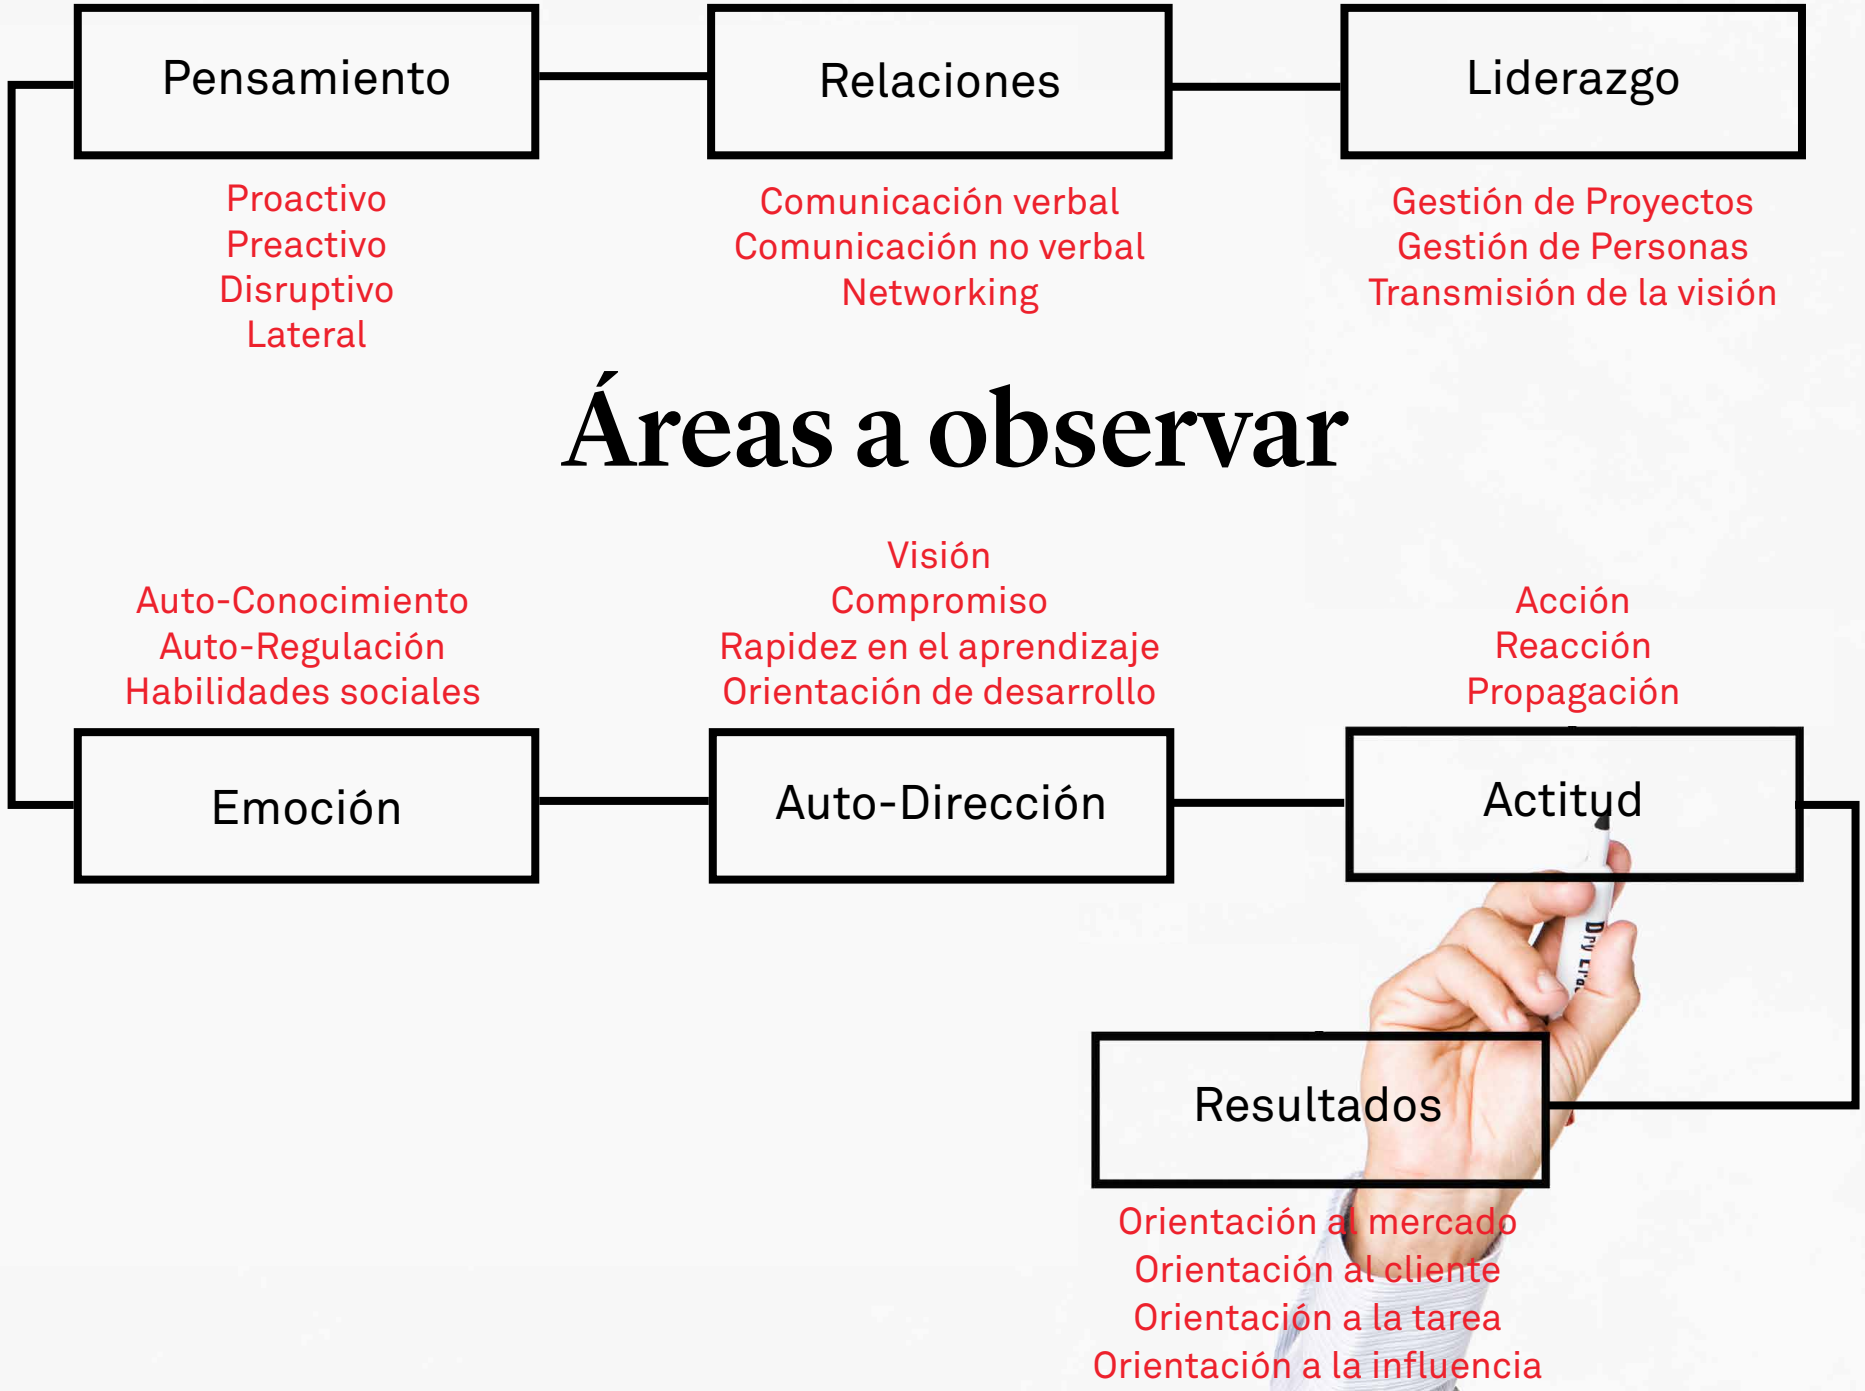 Pensamiento
Proactivo
Preactivo
Disruptivo
Lateral
Relaciones
Comunicación verbal
Comunicación no verbal
Networking
Liderazgo
Gestión de Proyectos
Gestión de Personas
Transmisión de la visión
Áreas a observar
Auto-Conocimiento
Auto-Regulación
Habilidades sociales
Emoción
Visión
Compromiso
Rapidez en el aprendizaje
Orientación de desarrollo
Auto-Dirección
Acción
Reacción
Propagación
Actitud
Dry
Resultados
Orientación al mercado
Orientación al cliente
Orientación a la tarea
Orientación a la influencia